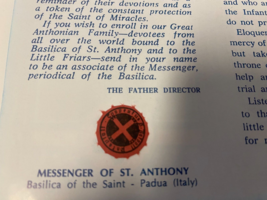 reminder of their devotions and as
a token of the constant protection
of the Saint of Miracles.
If you wish to enroll in our Great
Anthonian Family—devotees from
all over the world bound to the
Basilica of St. Anthony and to the
Little Friars—send in your name
to be an associate of the Messenger,
periodical of the Basilica.
THE FATHER DIRECTOR
MESSENGER OF ST. ANTHONY
Basilica of the Saint - Padua (Italy)
and who a
the Infan
do not pr
Eloquen
mercy of
but take
throne o
help an
trial an
Liste
to th
little
for n